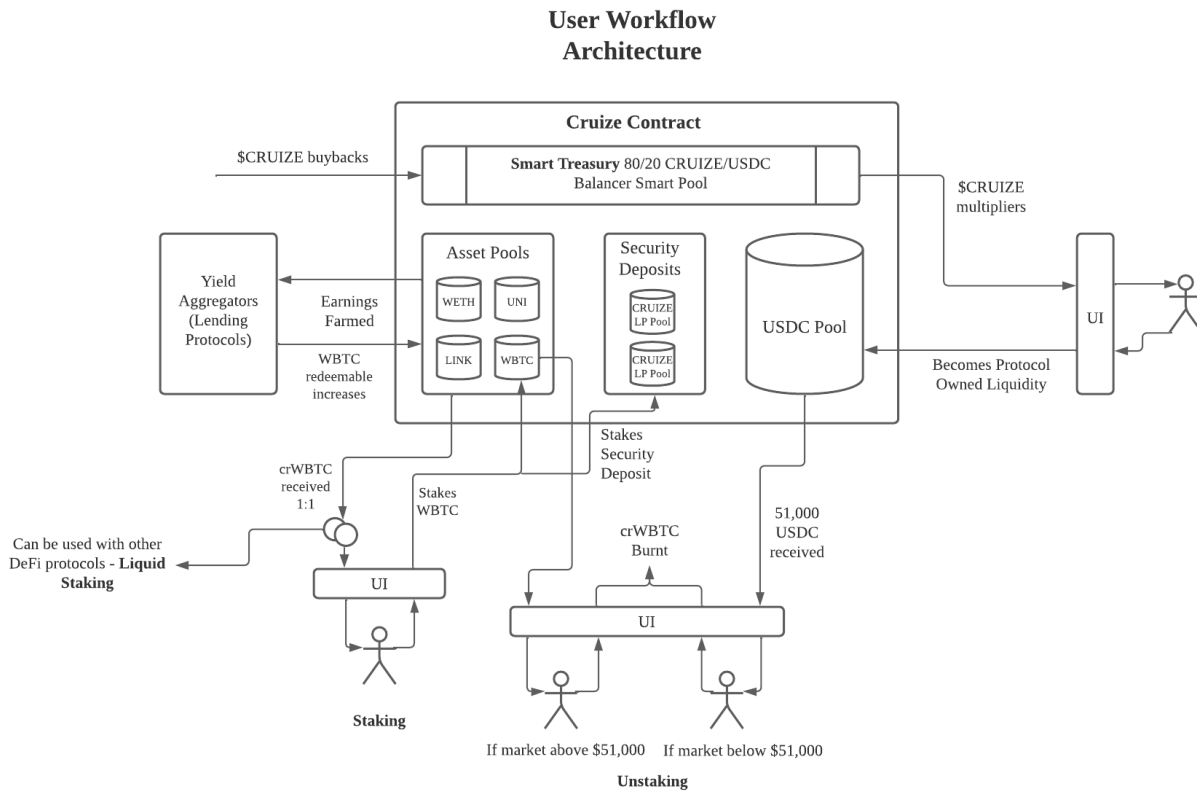 User Workflow
Architecture
Cruize Contract
$CRUIZE buybacks
Smart Treasury 80/20 CRUIZE/USDC
Balancer Smart Pool
$CRUIZE
multipliers
Yield
Aggregators
(Lending
Protocols)
Earnings
Farmed
WBTC
redeemable
increases
Asset Pools
WETH
UNI
LINK
WBTC
Security
Deposits
CRUIZE
LP Pool
CRUIZE
LP Pool
USDC Pool
UI
Becomes Protocol
Owned Liquidity
crWBTC
received
1:1
Stakes
WBTC
Stakes
Security
Deposit
51,000
USDC
received
crWBTC
Burnt
Can be used with other
DeFi protocols - Liquid
Staking
UI
UI
Staking
If market above $51,000
If market below $51,000
Unstaking